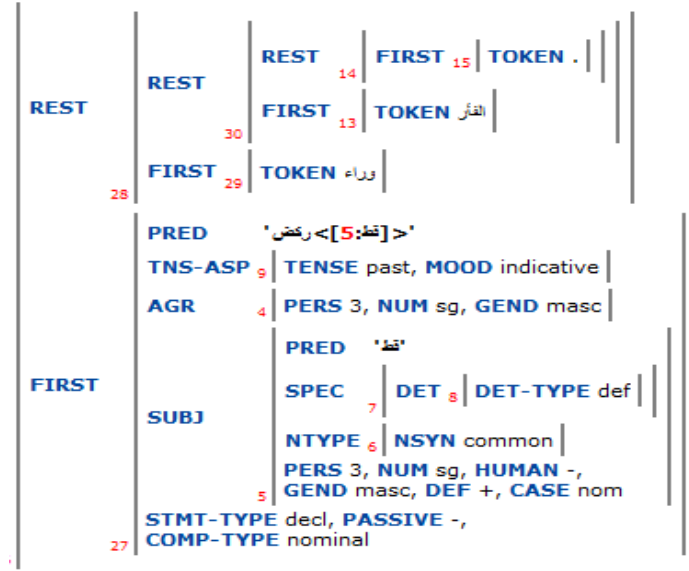 REST 14 FIRST 15 TOKEN .
REST
REST
FIRST 13 TOKEN الفأر
30
FIRST 29 TOKEN وراء
28
PRED '<[قط:5]>ركض'
TNS-ASP 9 TENSE past, MOOD indicative
AGR 4 PERS 3, NUM sg, GEND masc
PRED 'قط'
FIRST
SPEC 7 DET 8 DET-TYPE def
SUBJ
NTYPE 6 NSYN common
PERS 3, NUM sg, HUMAN -,
5 GEND masc, DEF +, CASE nom
STMT-TYPE decl, PASSIVE -,
27 COMP-TYPE nominal